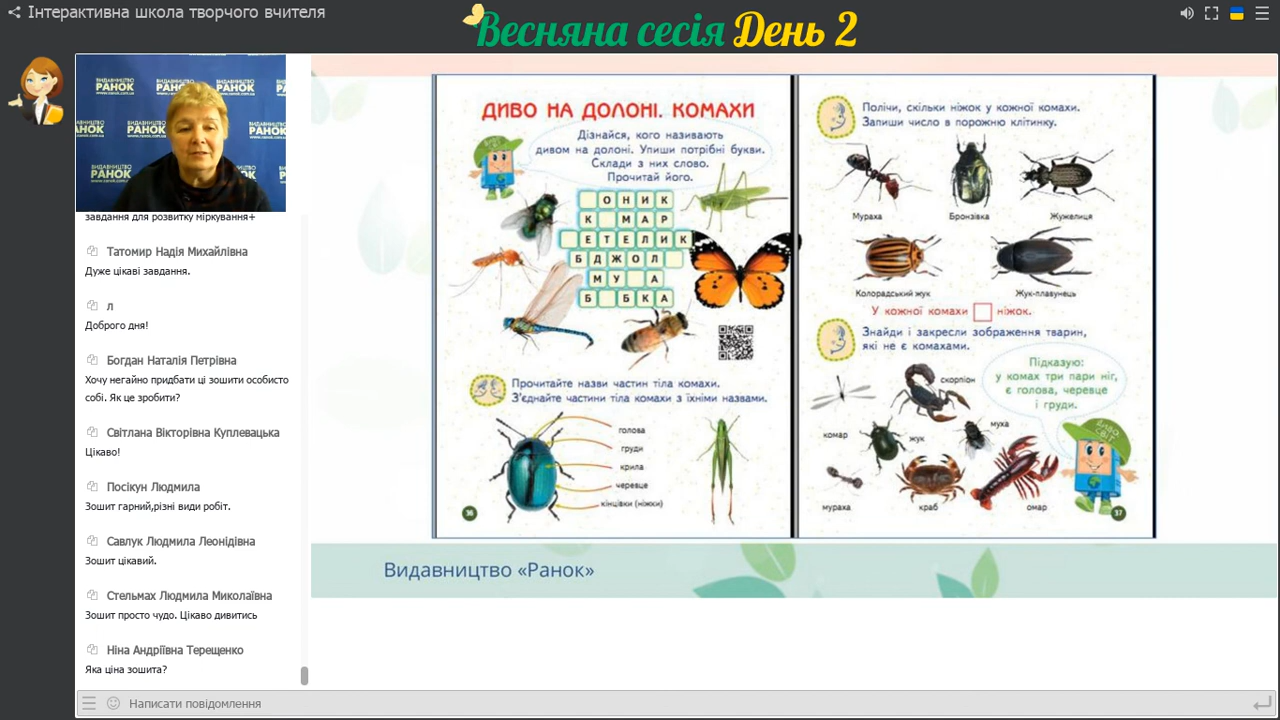 Інтерактивна школа творчого вчителя
Весняна сесія День 2
ВИДАВНИЦТВО
РАНОК
завдання для розвитку міркування+
Татомир Надія Михайлівна
Дуже цікаві завдання.
л
Доброго дня!
Богдан Наталія Петрівна
Хочу негайно придбати ці зошити особисто
собі. Як це зробити?
Світлана Вікторівна Куплевацька
Цікаво!
Посікун Людмила
Зошит гарний,різні види робіт.
Савлук Людмила Леонідівна
Зошит цікавий.
Стельмах Людмила Миколаївна
Зошит просто чудо. Цікаво дивитись
Ніна Андріївна Терещенко
Яка ціна зошита?
Написати повідомлення
ДИВО НА ДОЛОНІ. КОМАХИ
Дізнайся, кого називають
дивом на долоні. Упиши потрібні букви.
Склади з них слово.
Прочитай його.
О Н И К
К М А Р
Е Т Е Л И К
Б Д Ж О Л
М У А
Б Б К А
Прочитайте назви частин тіла комахи.
З'єднайте частини тіла комахи з їхніми назвами.
голова
груди
крила
черевце
кінцівки (ніжки)
36
Полічи, скільки ніжок у кожної комахи.
Запиши число в порожню клітинку.
Мураха
Бронзівка
Жужелиця
Колорадський жук
Жук-плавунець
У кожної комахи ніжок.
Знайди і закресли зображення тварин,
які не є комахами.
Підказую:
у комах три пари ніг,
є голова, черевце
і груди.
скорпіон
комар
жук
муха
мураха
краб
омар
ДИВО
СВІТ
37
Видавництво «Ранок»